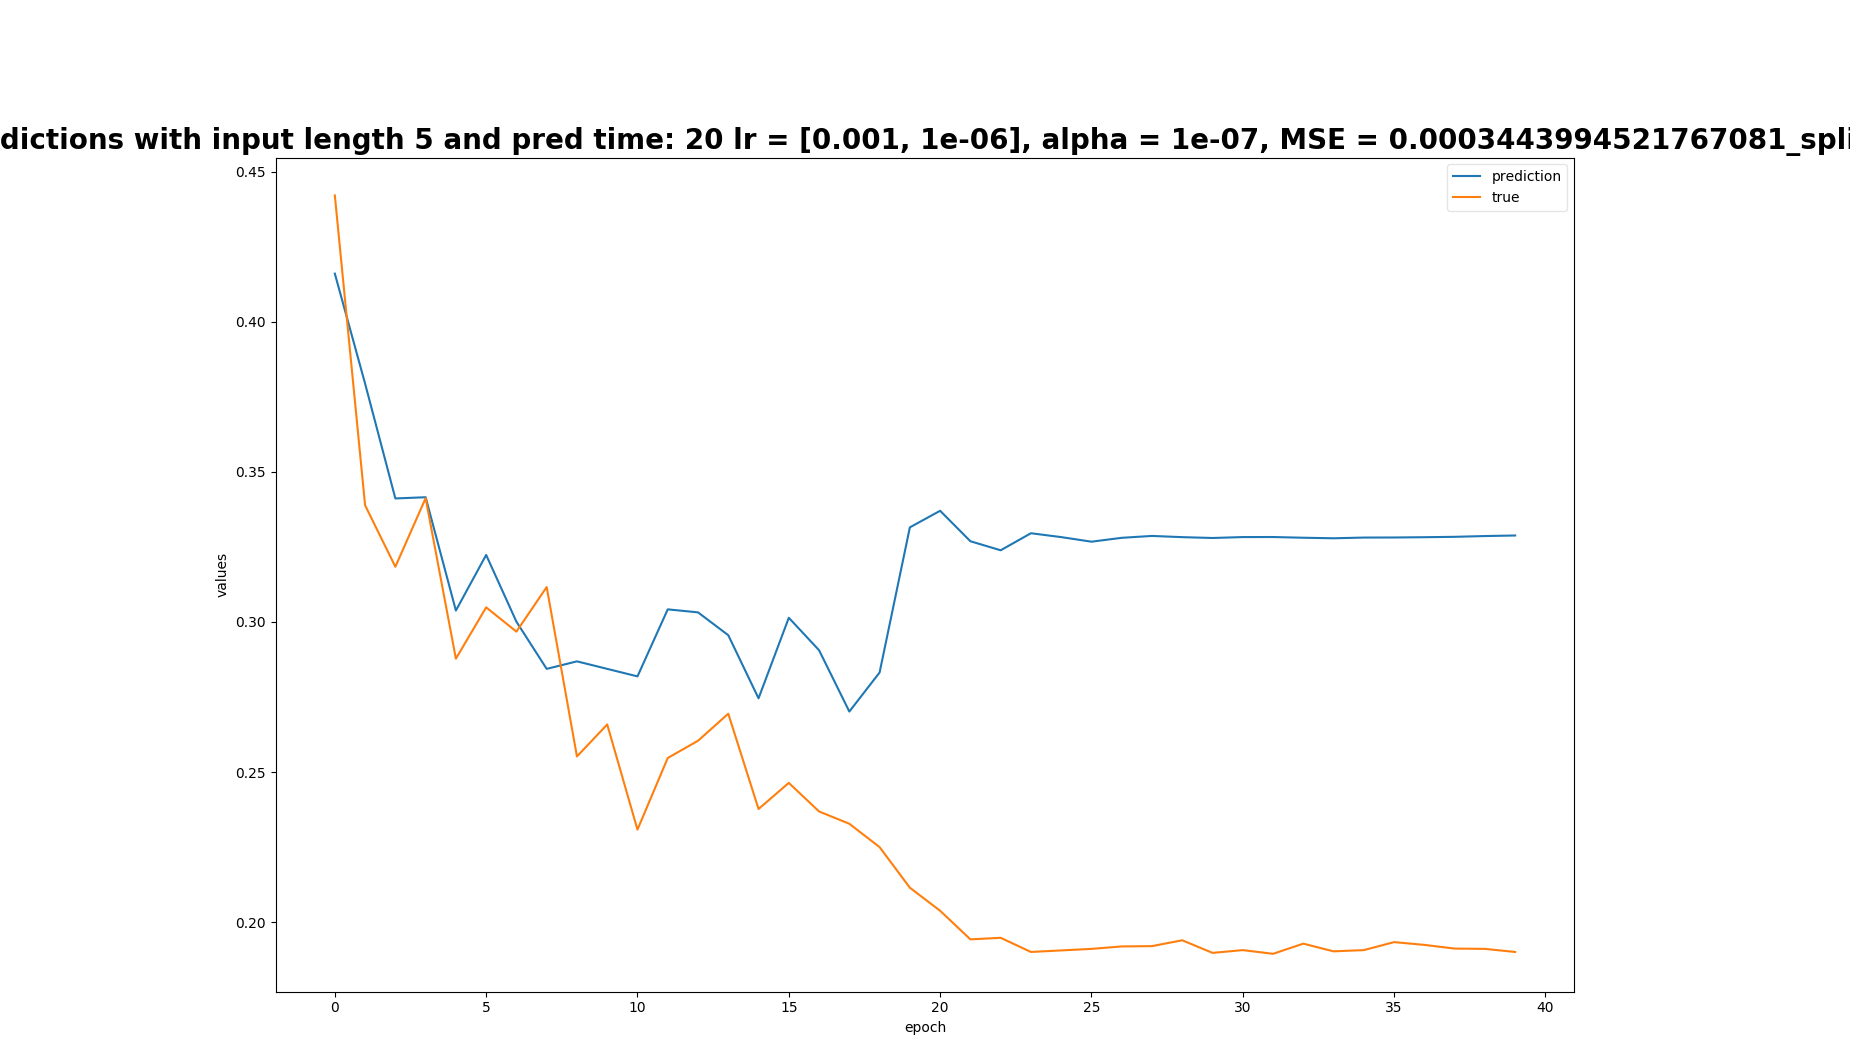 dictions with input length 5 and pred time: 20 lr = [0.001, 1e-06], alpha = 1e-07, MSE = 0.0003443994521767081_spli
prediction
true
0.45
0.40
0.35
0.30
0.25
0.20
values
0 5 10 15 20 25 30 35 40
epoch